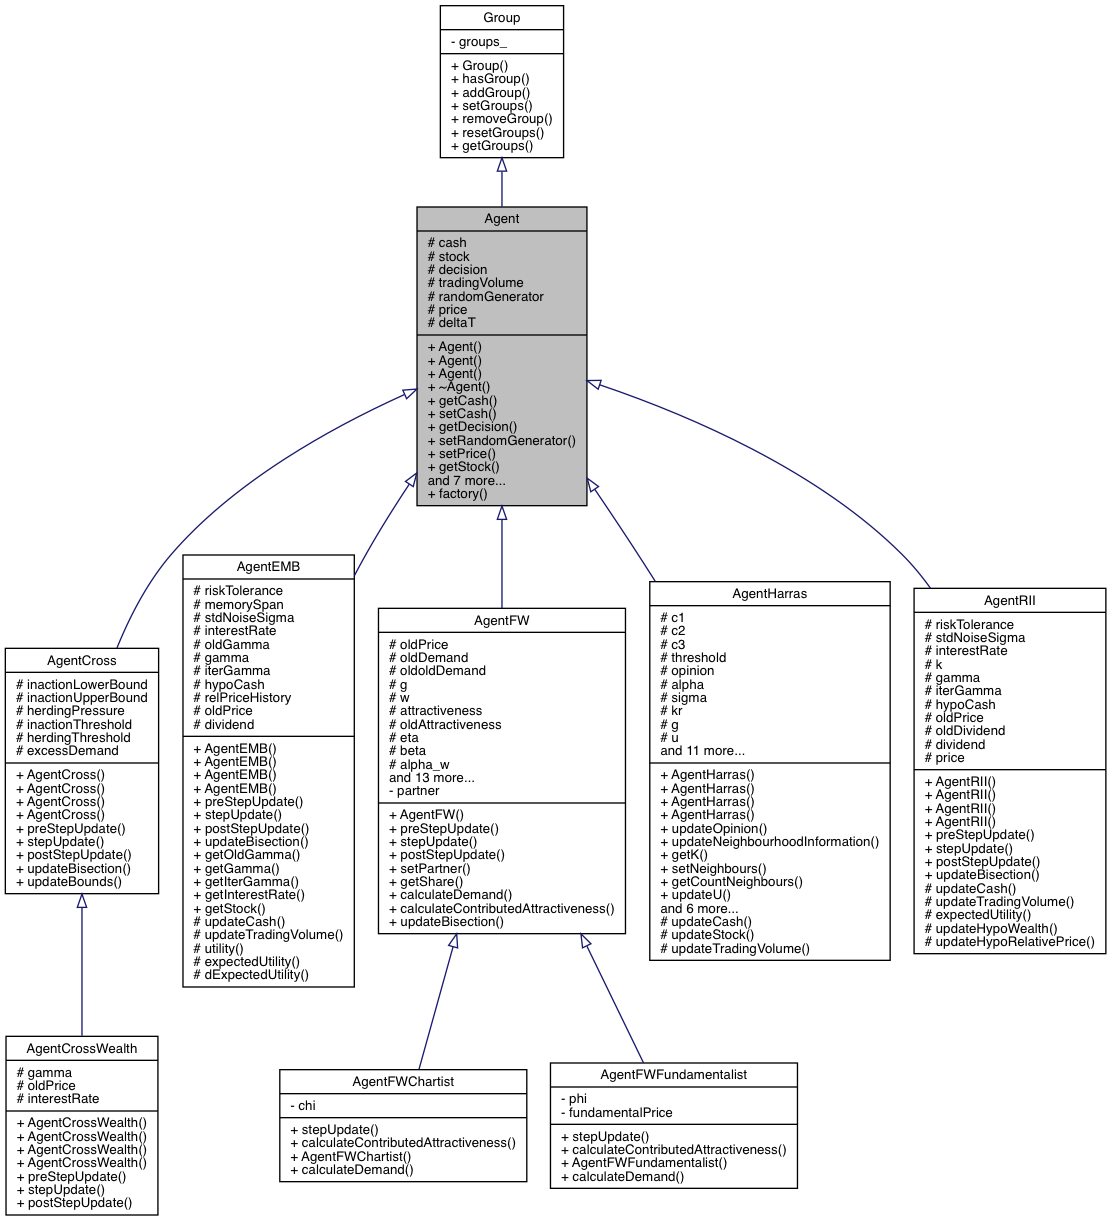 Group
- groups_
+ Group()
+ hasGroup()
+ addGroup()
+ setGroups()
+ removeGroup()
+ resetGroups()
+ getGroups()
Agent
# cash
# stock
# decision
# tradingVolume
# randomGenerator
# price
# deltaT
+ Agent()
+ Agent()
+ Agent()
+ ~Agent()
+ getCash()
+ setCash()
+ getDecision()
+ setRandomGenerator()
+ setPrice()
+ getStock()
and 7 more...
+ factory()
AgentCross
# inactionLowerBound
# inactionUpperBound
# herdingPressure
# inactionThreshold
# herdingThreshold
# excessDemand
+ AgentCross()
+ AgentCross()
+ AgentCross()
+ AgentCross()
+ preStepUpdate()
+ stepUpdate()
+ postStepUpdate()
+ updateBisection()
+ updateBounds()
AgentEMB
# riskTolerance
# memorySpan
# stdNoiseSigma
# interestRate
# oldGamma
# gamma
# iterGamma
# hypoCash
# relPriceHistory
# oldPrice
# dividend
+ AgentEMB()
+ AgentEMB()
+ AgentEMB()
+ AgentEMB()
+ preStepUpdate()
+ stepUpdate()
+ postStepUpdate()
+ updateBisection()
+ getOldGamma()
+ getGamma()
+ getIterGamma()
+ getInterestRate()
+ getStock()
# updateCash()
# updateTradingVolume()
# utility()
# expectedUtility()
# dExpectedUtility()
AgentFW
# oldPrice
# oldDemand
# oldoldDemand
# g
# w
# attractiveness
# oldAttractiveness
# eta
# beta
# alpha_w
and 13 more...
- partner
+ AgentFW()
+ preStepUpdate()
+ stepUpdate()
+ postStepUpdate()
+ setPartner()
+ getShare()
+ calculateDemand()
+ calculateContributedAttractiveness()
+ updateBisection()
AgentHarras
# c1
# c2
# c3
# threshold
# opinion
# alpha
# sigma
# kr
# g
# u
and 11 more...
+ AgentHarras()
+ AgentHarras()
+ AgentHarras()
+ AgentHarras()
+ updateOpinion()
+ updateNeighbourhoodInformation()
+ getK()
+ setNeighbours()
+ getCountNeighbours()
+ updateU()
and 6 more...
# updateCash()
# updateStock()
# updateTradingVolume()
AgentRII
# riskTolerance
# stdNoiseSigma
# interestRate
# k
# gamma
# iterGamma
# hypoCash
# oldPrice
# oldDividend
# dividend
# price
+ AgentRII()
+ AgentRII()
+ AgentRII()
+ AgentRII()
+ preStepUpdate()
+ stepUpdate()
+ postStepUpdate()
+ updateBisection()
# updateCash()
# updateTradingVolume()
# expectedUtility()
# updateHypoWealth()
# updateHypoRelativePrice()
AgentCrossWealth
# gamma
# oldPrice
# interestRate
+ AgentCrossWealth()
+ AgentCrossWealth()
+ AgentCrossWealth()
+ AgentCrossWealth()
+ preStepUpdate()
+ stepUpdate()
+ postStepUpdate()
AgentFWChartist
- chi
+ stepUpdate()
+ calculateContributedAttractiveness()
+ AgentFWChartist()
+ calculateDemand()
AgentFWFundamentalist
- phi
- fundamentalPrice
+ stepUpdate()
+ calculateContributedAttractiveness()
+ AgentFWFundamentalist()
+ calculateDemand()